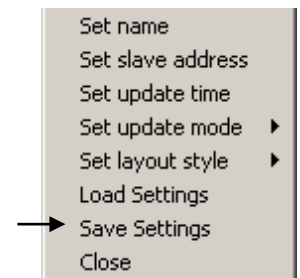 Set name
Set slave address
Set update time
Set update mode
Set layout style
Load Settings
Save Settings
Close